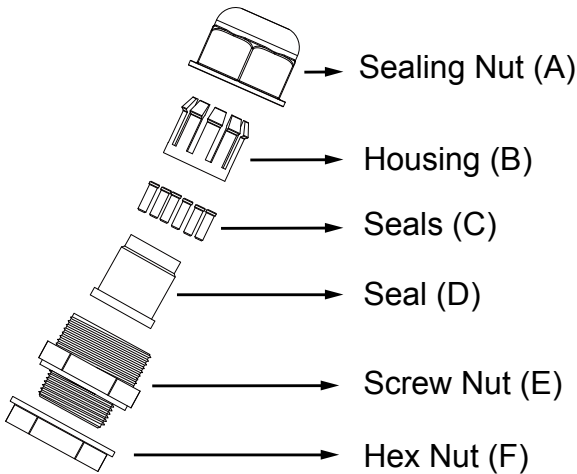 Sealing Nut (A)
Housing (B)
Seals (C)
Seal (D)
Screw Nut (E)
Hex Nut (F)